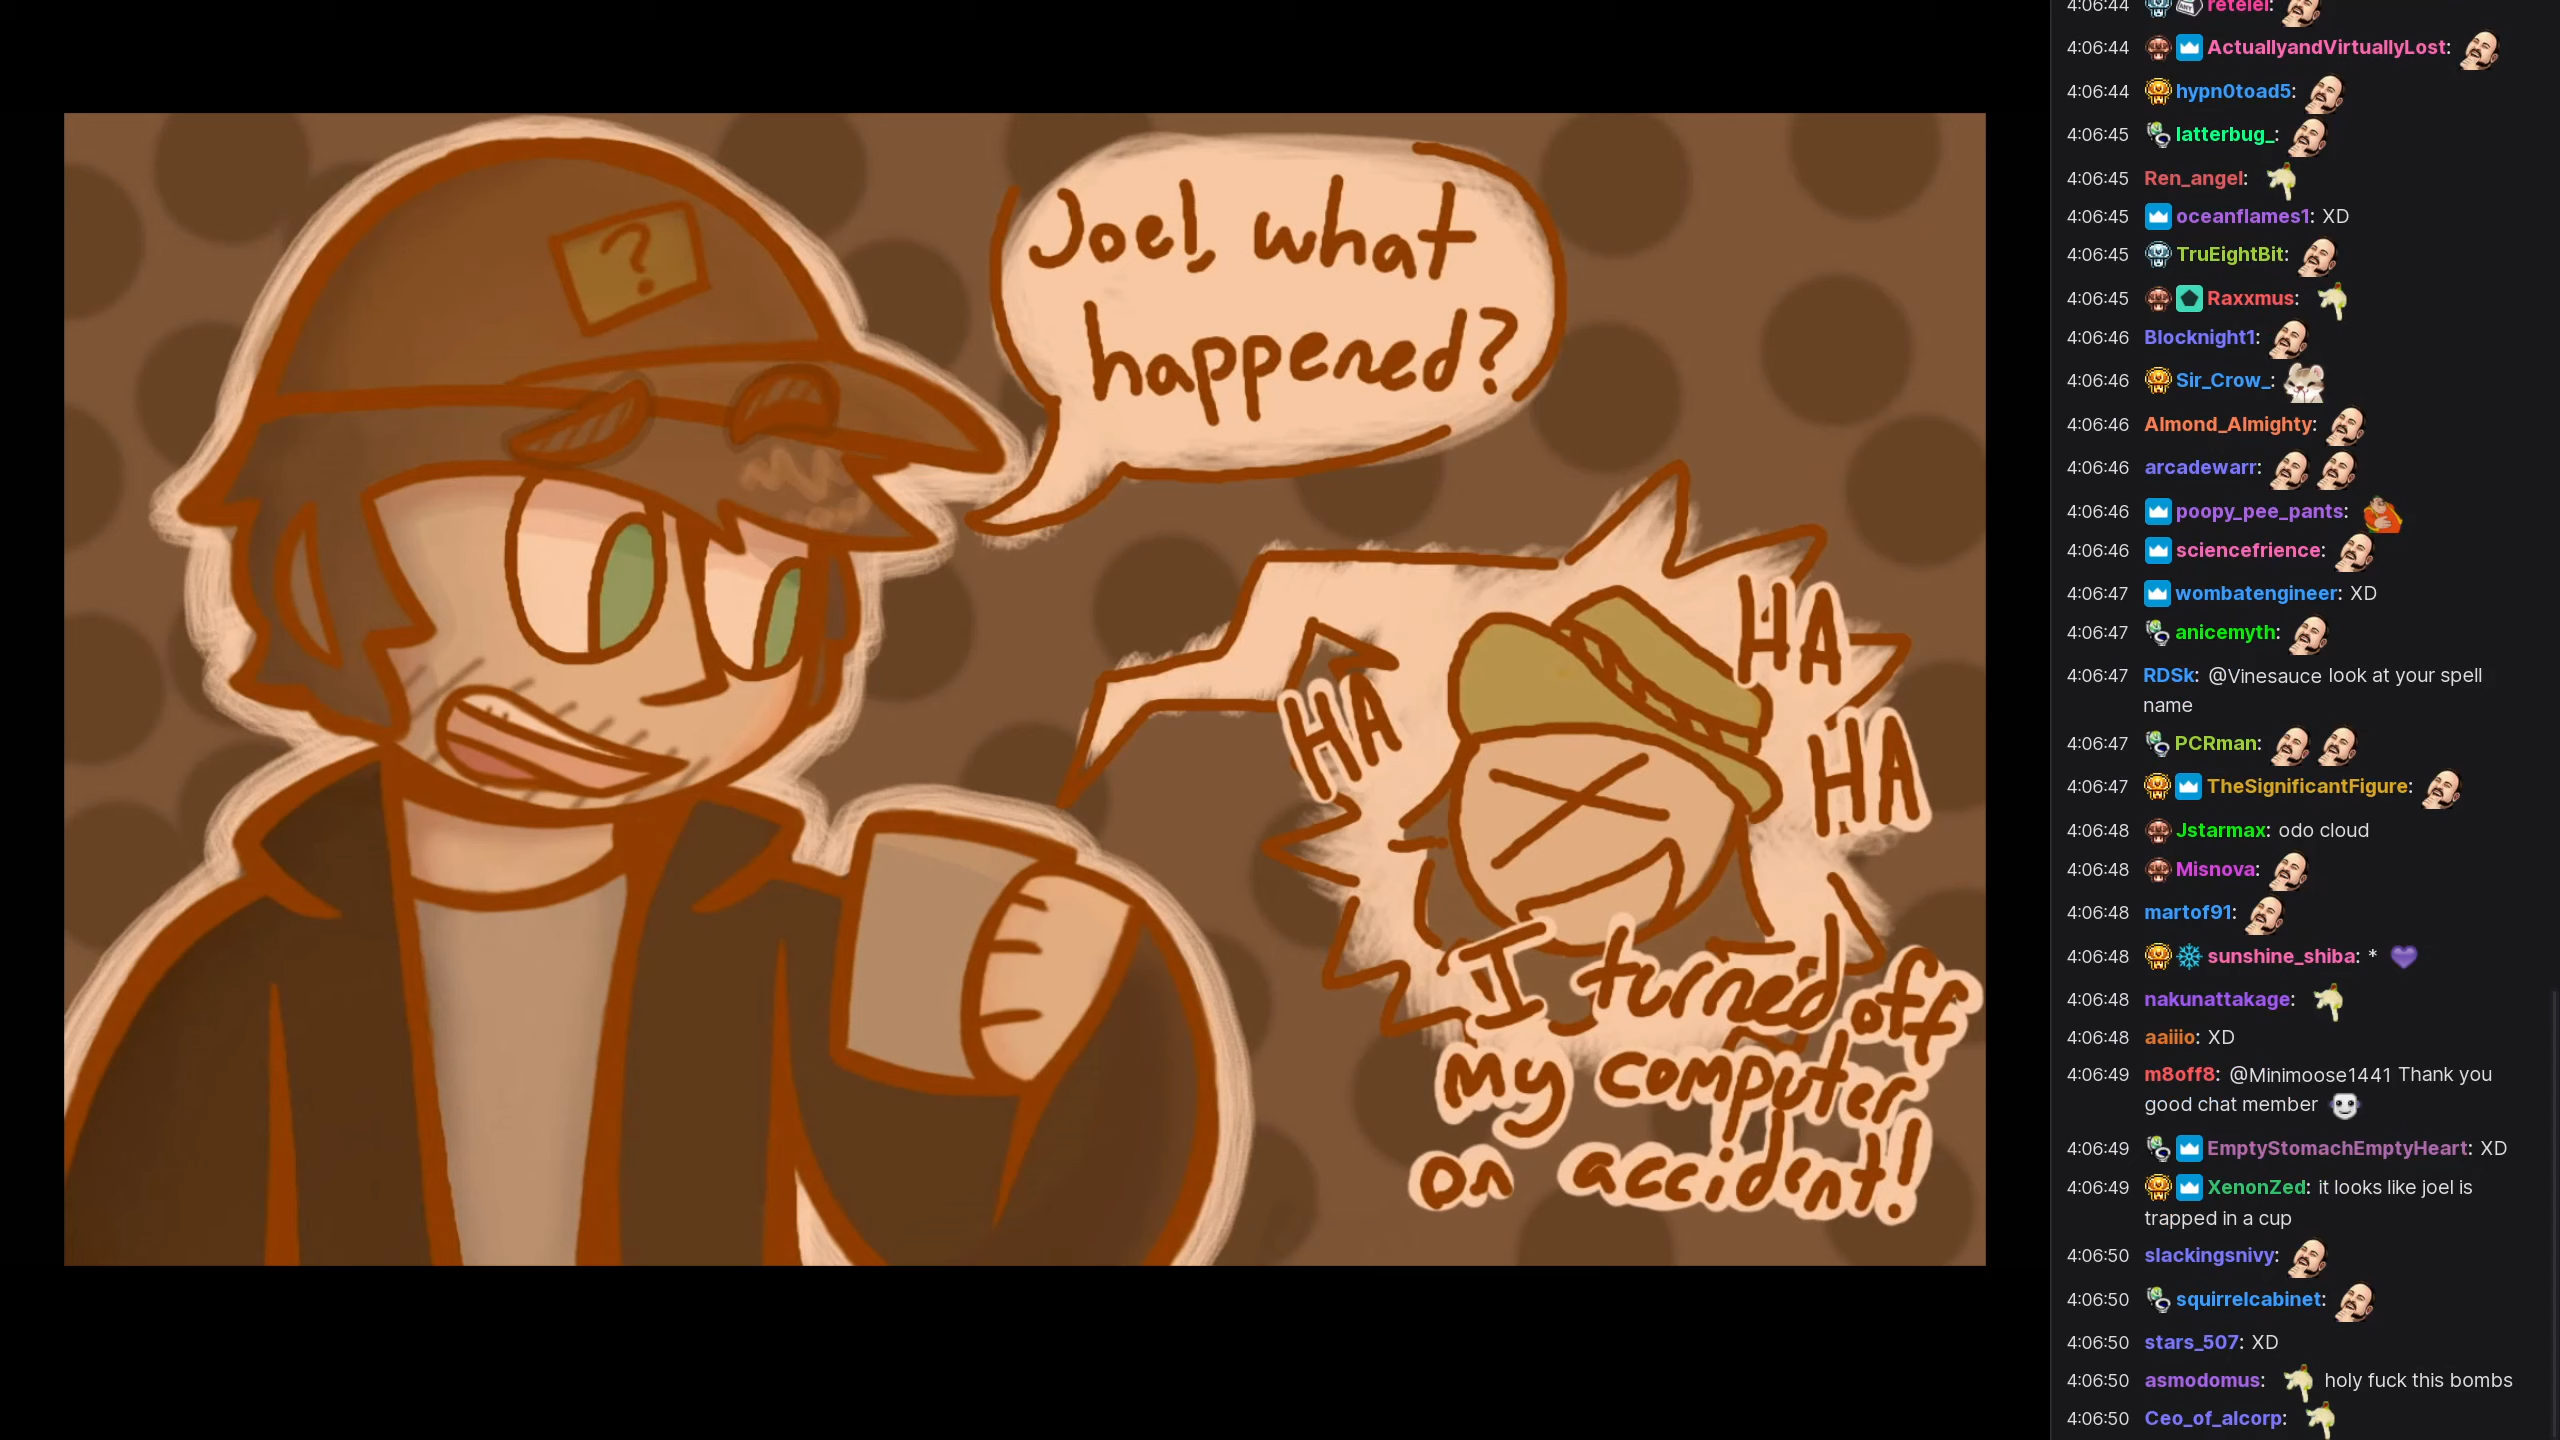 Joel, what
happened?
?
HA
HA
HA
I turned off
my computer
on accident!
4:06:44 retelel:
4:06:44 ActuallyandVirtuallyLost:
4:06:44 hypn0toad5:
4:06:45 latterbug_:
4:06:45 Ren_angel:
4:06:45 oceanflames1: XD
4:06:45 TruEightBit:
4:06:45 Raxxmus:
4:06:46 Blocknight1:
4:06:46 Sir_Crow_:
4:06:46 Almond_Almighty:
4:06:46 arcadewarr:
4:06:46 poopy_pee_pants:
4:06:46 sciencefrience:
4:06:47 wombatengineer: XD
4:06:47 anicemyth:
4:06:47 RDSk: @Vinesauce look at your spell
name
4:06:47 PCRman:
4:06:47 TheSignificantFigure:
4:06:48 Jstarmax: odo cloud
4:06:48 Misnova:
4:06:48 martof91:
4:06:48 sunshine_shiba: *
4:06:48 nakunattakage:
4:06:48 aaiiio: XD
4:06:49 m8off8: @Minimoose1441 Thank you
good chat member
4:06:49 EmptyStomachEmptyHeart: XD
4:06:49 XenonZed: it looks like joel is
trapped in a cup
4:06:50 slackingsnivy:
4:06:50 squirrelcabinet:
4:06:50 stars_507: XD
4:06:50 asmodomus: holy fuck this bombs
4:06:50 Ceo_of_alcorp: